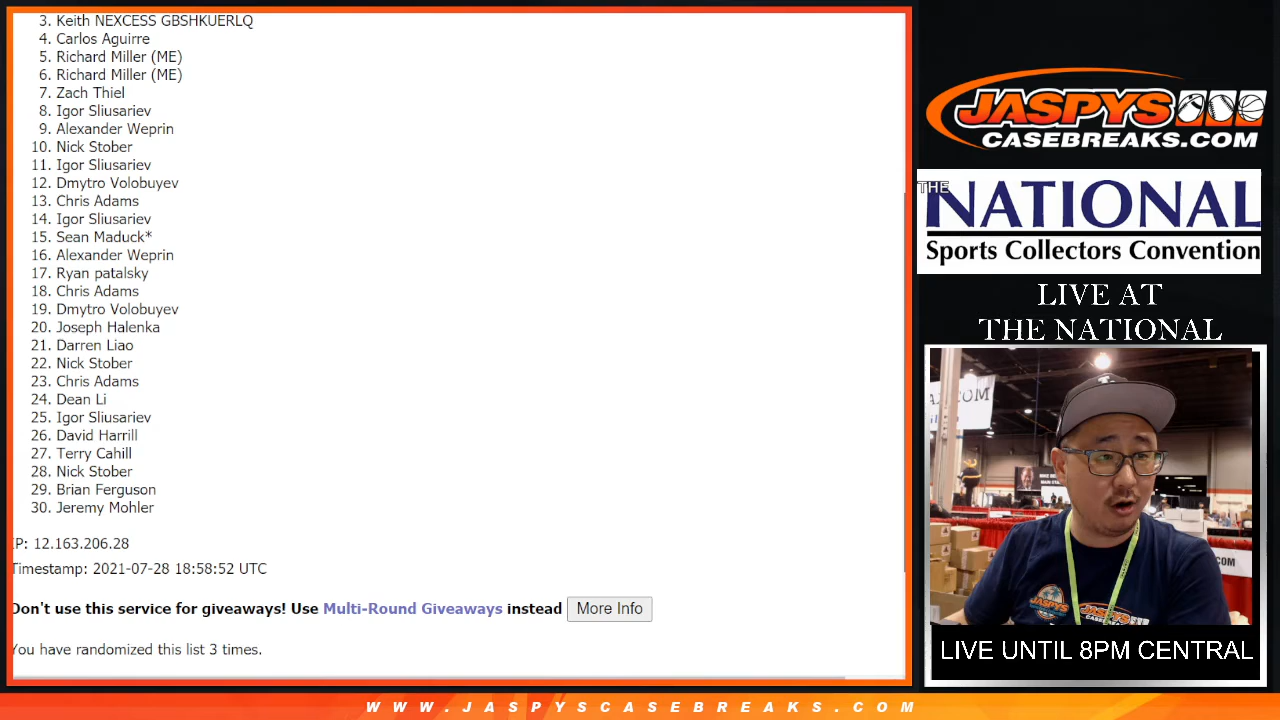 3. Keith NEXCESS GBSHKUERLQ
4. Carlos Aguirre
5. Richard Miller (ME)
6. Richard Miller (ME)
7. Zach Thiel
8. Igor Sliusariev
9. Alexander Weprin
10. Nick Stober
11. Igor Sliusariev
12. Dmytro Volobuyev
13. Chris Adams
14. Igor Sliusariev
15. Sean Maduck*
16. Alexander Weprin
17. Ryan patalsky
18. Chris Adams
19. Dmytro Volobuyev
20. Joseph Halenka
21. Darren Liao
22. Nick Stober
23. Chris Adams
24. Dean Li
25. Igor Sliusariev
26. David Harrill
27. Terry Cahill
28. Nick Stober
29. Brian Ferguson
30. Jeremy Mohler
IP: 12.163.206.28
Timestamp: 2021-07-28 18:58:52 UTC
Don't use this service for giveaways! Use Multi-Round Giveaways instead More Info
You have randomized this list 3 times.
JASPYS
CASEBREAKS.COM
THE
NATIONAL
Sports Collectors Convention
LIVE AT
THE NATIONAL
JASPYS
CASEBREAKS
LIVE UNTIL 8PM CENTRAL
WWW.JASPYSCASEBREAKS.COM